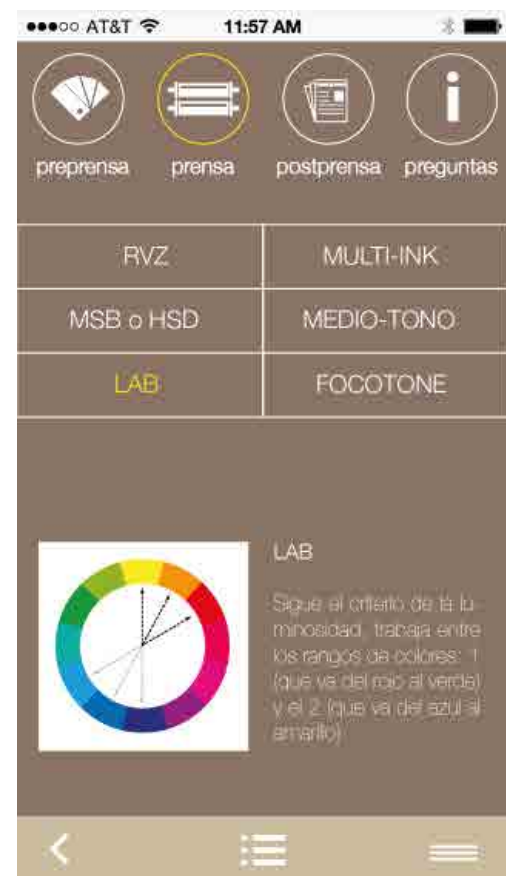 AT&T 11:57 AM
preprensa prensa postprensa preguntas
RVZ MULTI-INK
MSB o HSD MEDIO-TONO
LAB FOCOTONE
LAB
Sigue el criterio de la lu-
minosidad, trabaja entre
los rangos de colores: 1
(que va del rojo al verde)
y el 2 (que va del azul al
amarillo)